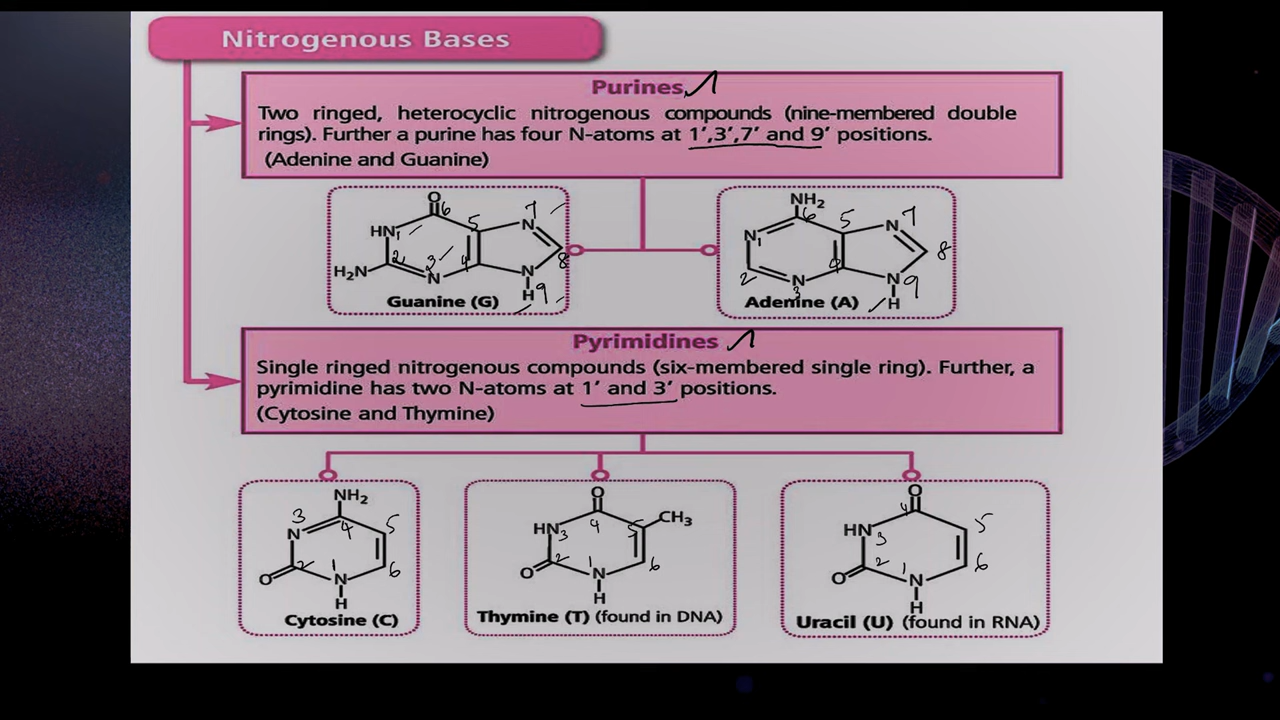 Nitrogenous Bases
Purines
Two ringed, heterocyclic nitrogenous compounds (nine-membered double
rings). Further a purine has four N-atoms at 1′,3′,7′ and 9′ positions.
(Adenine and Guanine)
O
6
5
7
HN
1
2
3
4
8
H₂N
N
N
N
9
H
Guanine (G)
NH₂
6
5
7
N
1
N
8
2
4
N
3
N
9
H
Adenine (A)
Pyrimidines
Single ringed nitrogenous compounds (six-membered single ring). Further, a
pyrimidine has two N-atoms at 1′ and 3′ positions.
(Cytosine and Thymine)
NH₂
3
4
5
N
2
1
6
O
N
H
Cytosine (C)
O
4
5
CH₃
HN
3
2
1
6
O
N
H
Thymine (T) (found in DNA)
O
4
5
HN
3
2
1
6
O
N
H
Uracil (U) (found in RNA)